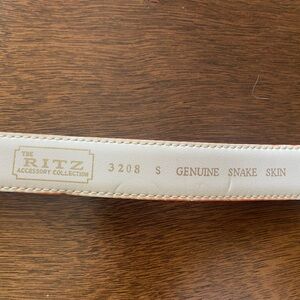 THE
RITZ
ACCESSORY COLLECTION
3208 S GENUINE SNAKE SKIN